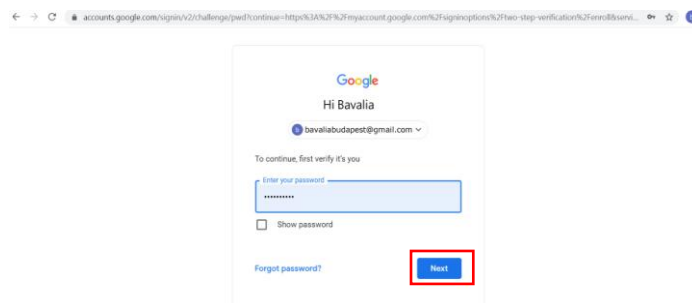 accounts.google.com/signin/v2/challenge/pwd?continue=https%3A%2F%2Fmyaccount.google.com%2Fsigninoptions%2Ftwo-step-verification%2Fenroll&servi...
Google
Hi Bavalia
b bavaliabudapest@gmail.com
To continue, first verify it's you
Enter your password
••••••••••
Show password
Forgot password?
Next